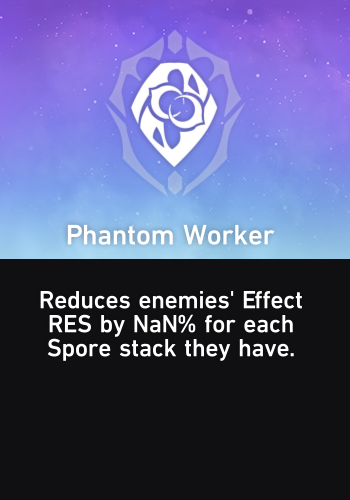 Phantom Worker
Reduces enemies' Effect
RES by NaN% for each
Spore stack they have.